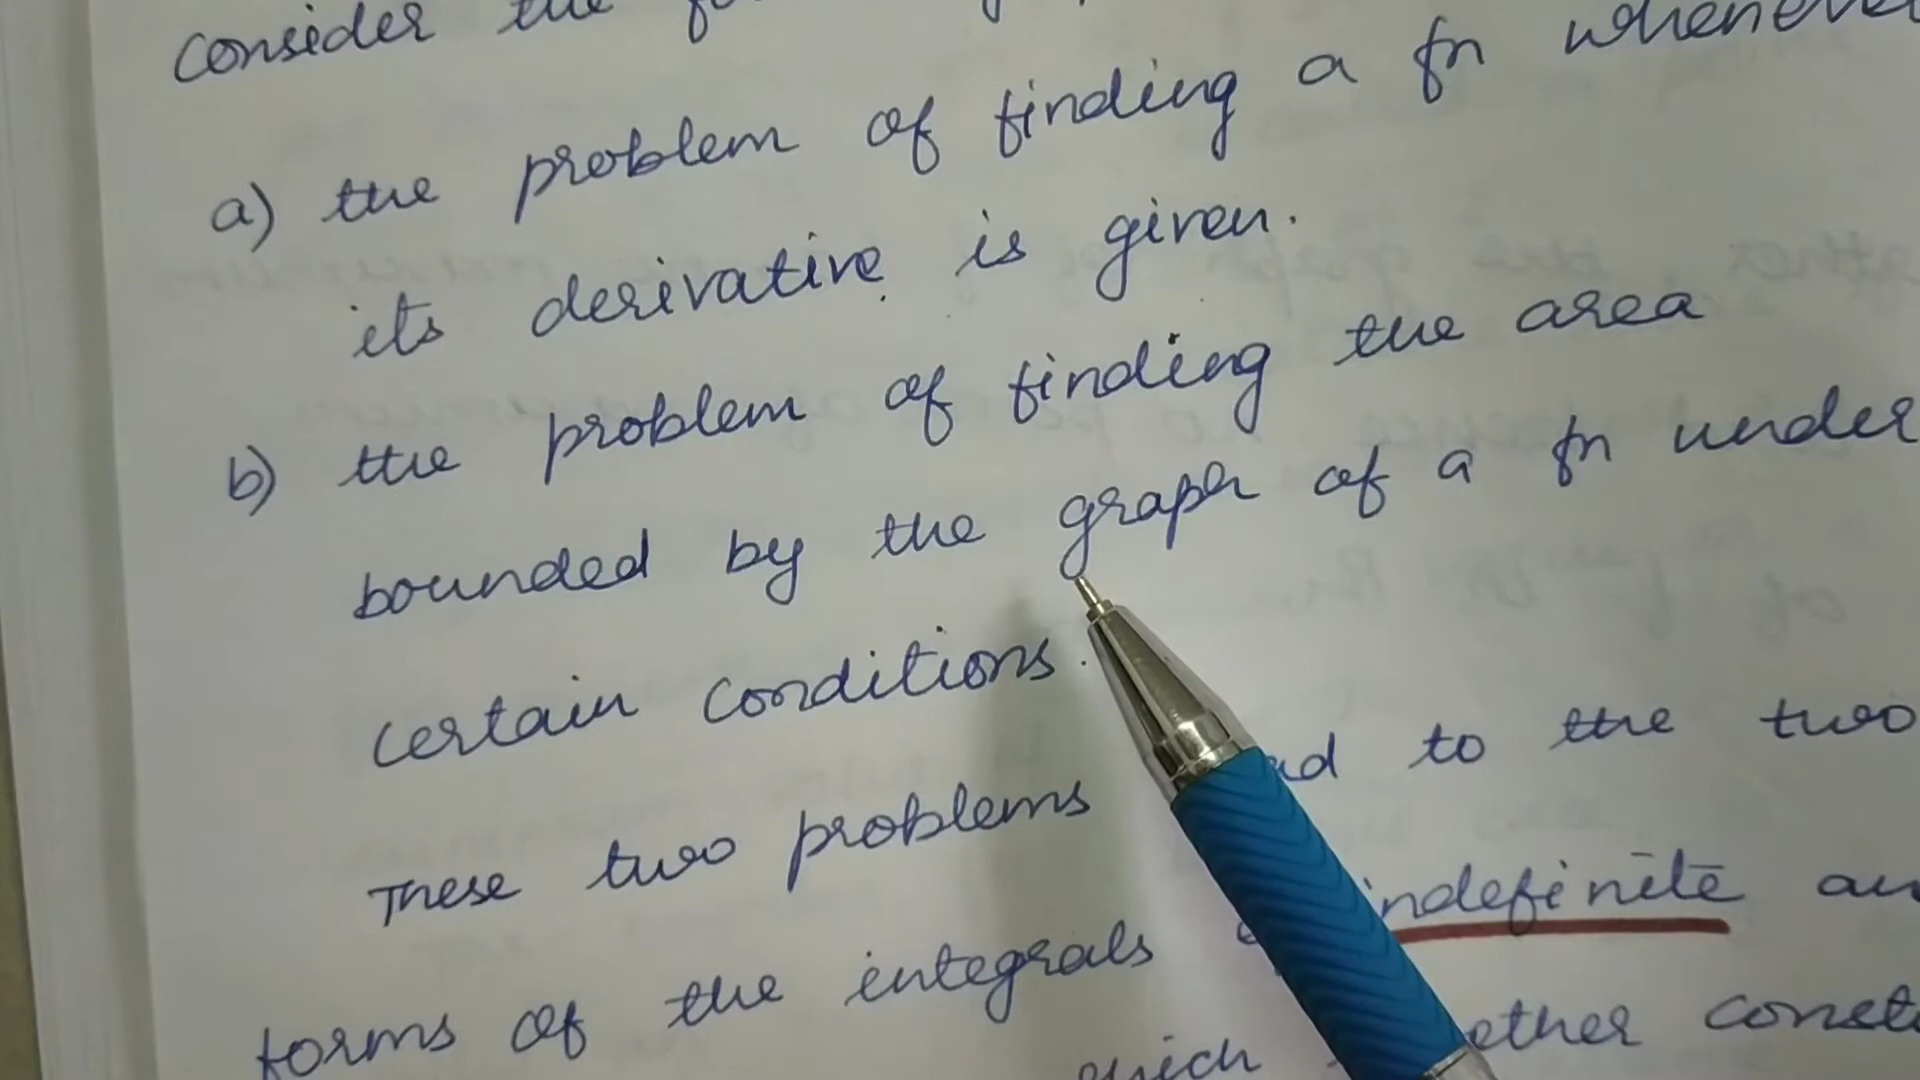 Consider the
a) the problem of finding a fn whenever
its derivative is given.
b) the problem of finding the area
bounded by the graph of a fn under
certain conditions.
These two problems to the two
forms of the integrals indefinite
which